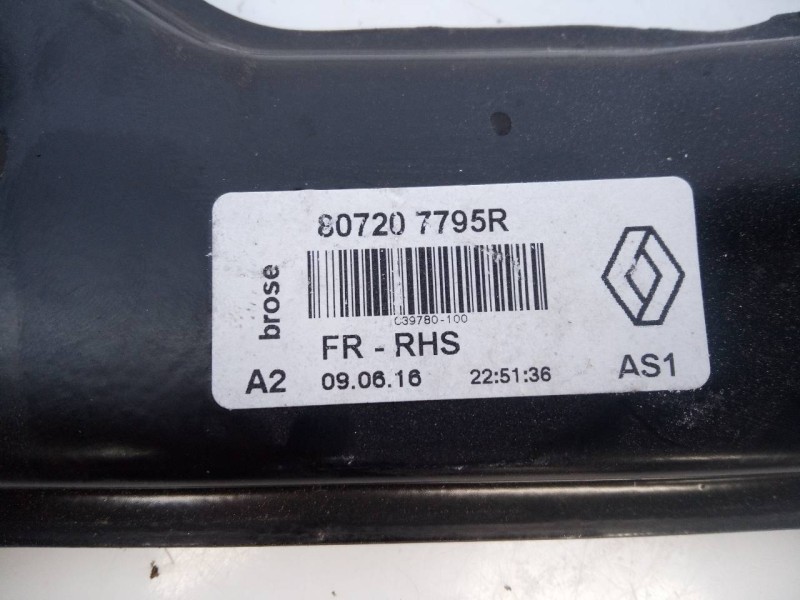 80720 7795R
brose
C39780-100
FR - RHS
A2
09.06.16
22:51:36
AS1